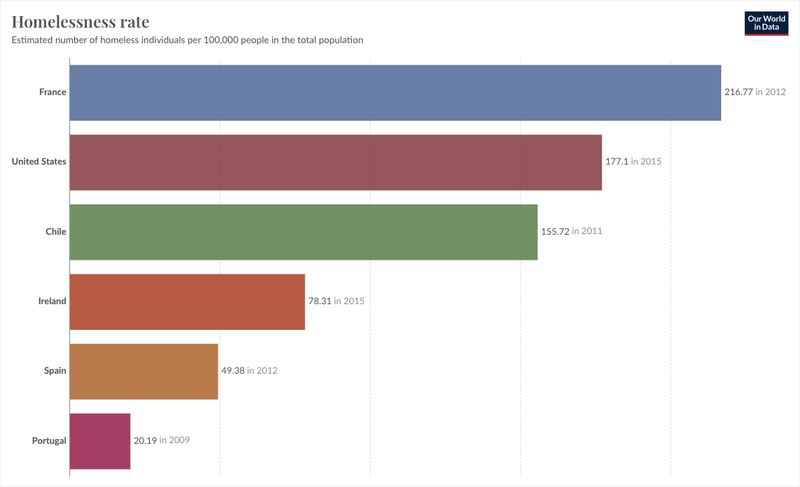 Homelessness rate
Estimated number of homeless individuals per 100,000 people in the total population
Our World
in Data
France 216.77 in 2012
United States 177.1 in 2015
Chile 155.72 in 2011
Ireland 78.31 in 2015
Spain 49.38 in 2012
Portugal 20.19 in 2009